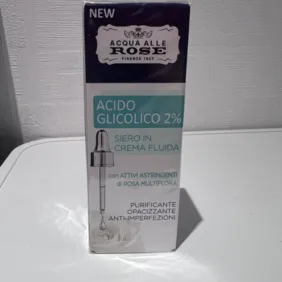 NEW
ACQUA ALLE
ROSE
FIRENZE 1867
ACIDO
GLICOLICO 2%
SIERO IN
CREMA FLUIDA
con ATTIVI ASTRINGENTI
di ROSA MULTIFLORA
PURIFICANTE
OPACIZZANTE
ANTI-IMPERFEZIONI